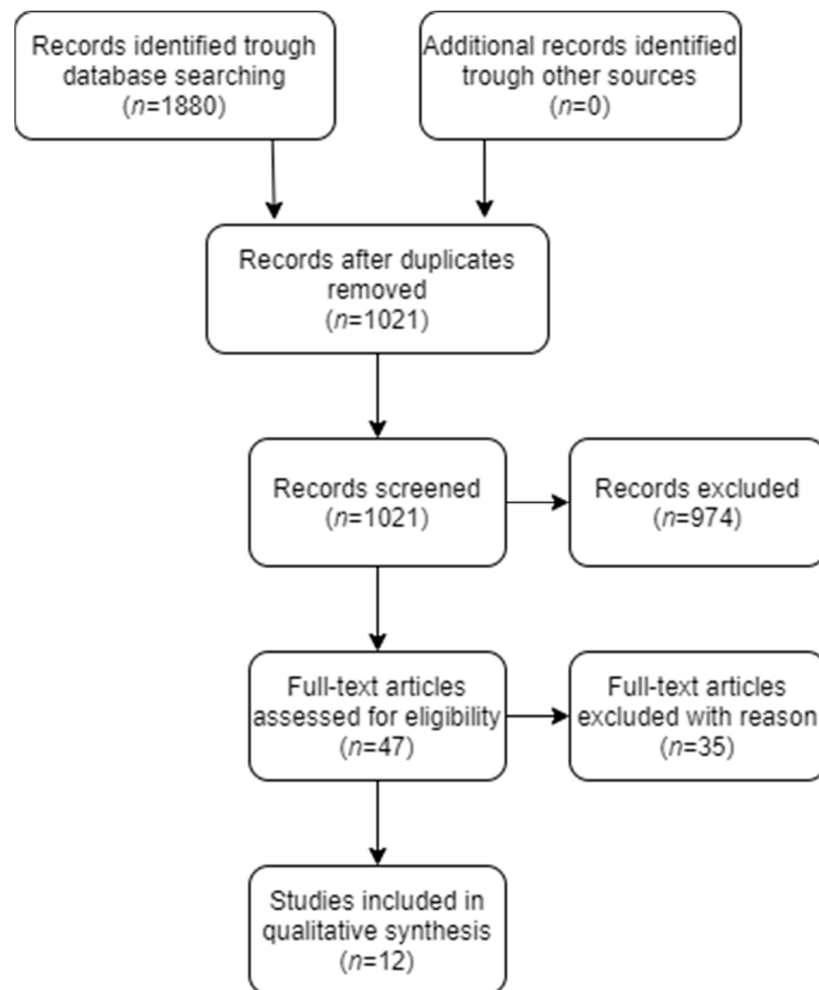 Records identified trough
database searching
(n=1880)
Additional records identified
trough other sources
(n=0)
Records after duplicates
removed
(n=1021)
Records screened
(n=1021)
Records excluded
(n=974)
Full-text articles
assessed for eligibility
(n=47)
Full-text articles
excluded with reason
(n=35)
Studies included in
qualitative synthesis
(n=12)